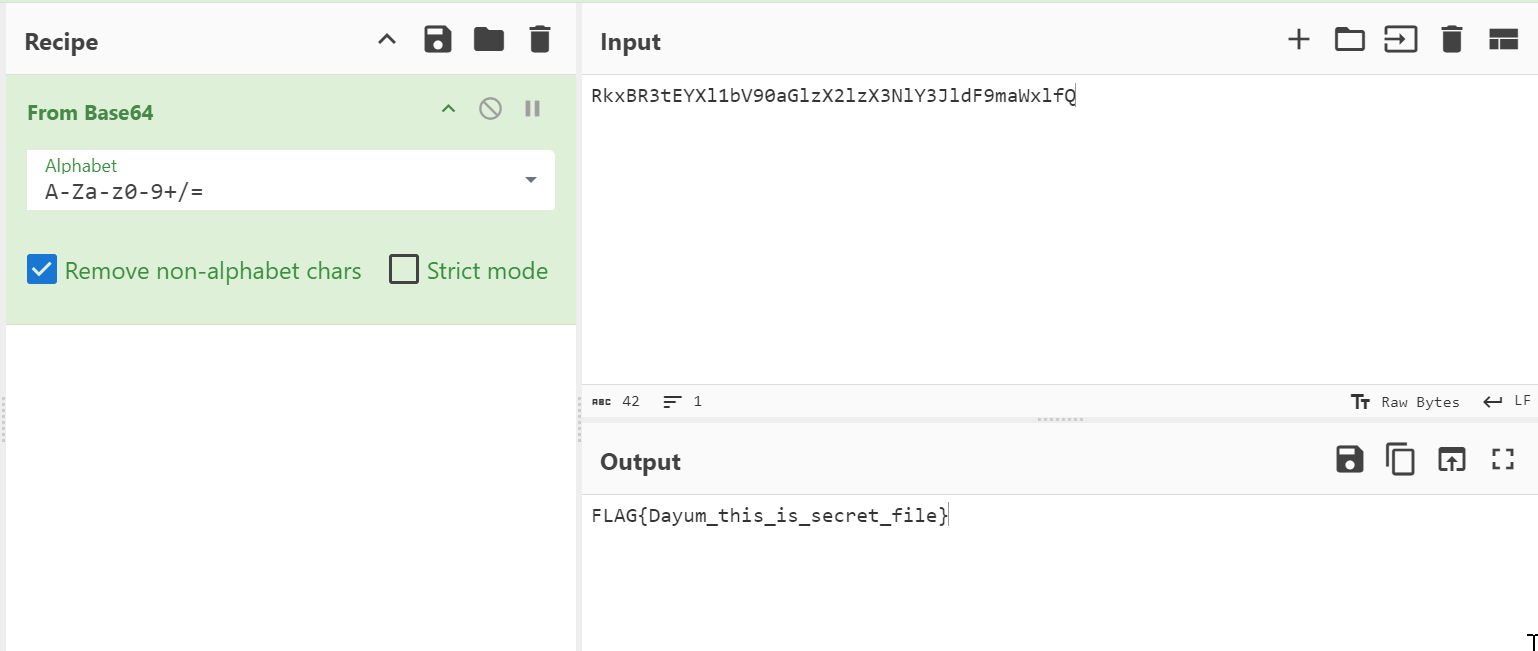 Recipe
From Base64
Alphabet
A-Za-z0-9+/=
Remove non-alphabet chars
Strict mode
Input
RkxBR3tEYXl1bV90aGlzX2lzX3NlY3JldF9maWxlfQ
ABC 42 1
Raw Bytes LF
Output
FLAG{Dayum_this_is_secret_file}